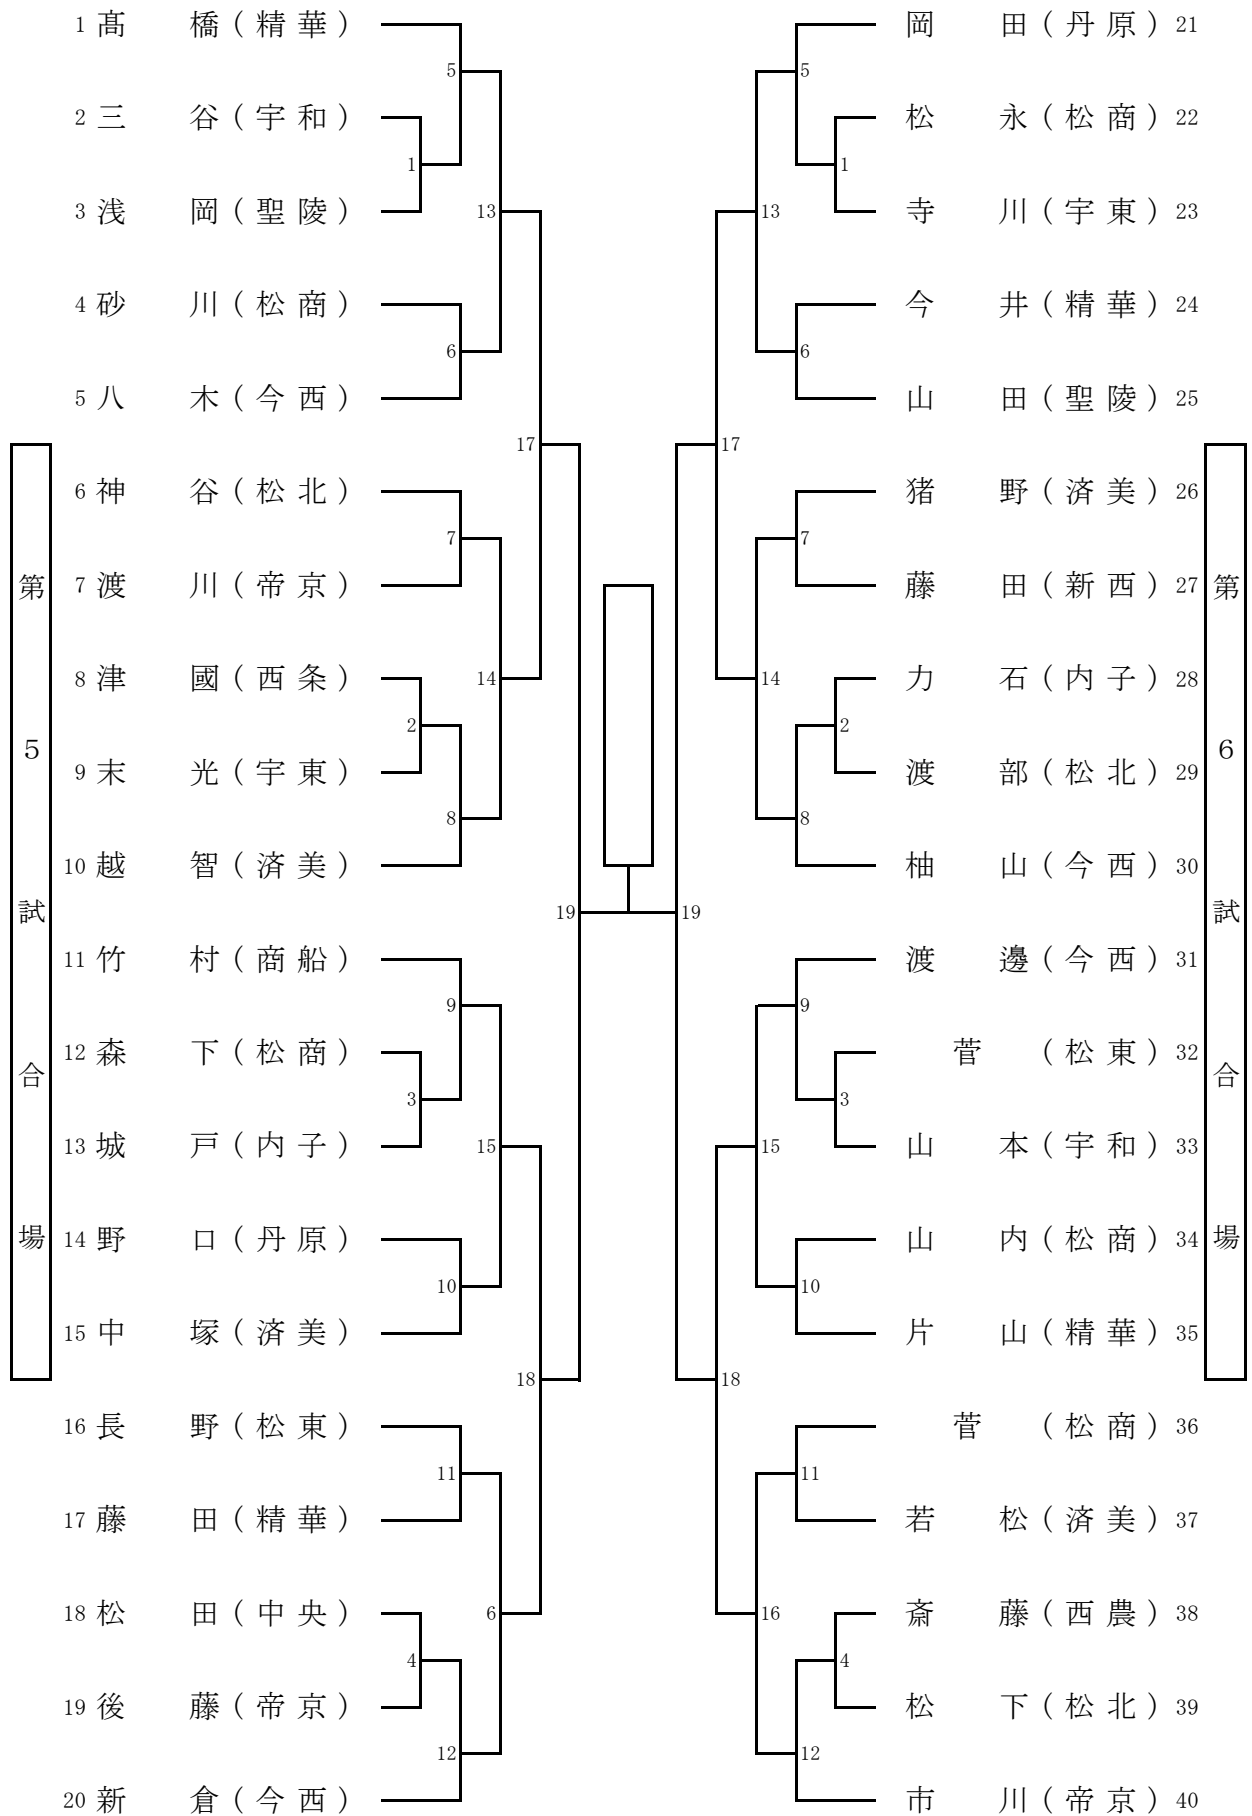 1 髙 橋 ( 精 華 )
5
2 三 谷 ( 宇 和 )
1
3 浅 岡 ( 聖 陵 )
13
4 砂 川 ( 松 商 )
6
5 八 木 ( 今 西 )
17
6 神 谷 ( 松 北 )
7
7 渡 川 ( 帝 京 )
8 津 國 ( 西 条 )
14
2
9 末 光 ( 宇 東 )
8
10 越 智 ( 済 美 )
19
11 竹 村 ( 商 船 )
9
12 森 下 ( 松 商 )
3
13 城 戸 ( 内 子 )
15
14 野 口 ( 丹 原 )
10
15 中 塚 ( 済 美 )
18
16 長 野 ( 松 東 )
11
17 藤 田 ( 精 華 )
18 松 田 ( 中 央 )
6
4
19 後 藤 ( 帝 京 )
12
20 新 倉 ( 今 西 )
第 5 試 合 場
岡 田 ( 丹 原 ) 21
5
松 永 ( 松 商 ) 22
1
寺 川 ( 宇 東 ) 23
13
今 井 ( 精 華 ) 24
6
山 田 ( 聖 陵 ) 25
17
猪 野 ( 済 美 ) 26
7
藤 田 ( 新 西 ) 27
力 石 ( 内 子 ) 28
14
2
渡 部 ( 松 北 ) 29
8
柚 山 ( 今 西 ) 30
19
渡 邊 ( 今 西 ) 31
9
菅 ( 松 東 ) 32
3
山 本 ( 宇 和 ) 33
15
山 内 ( 松 商 ) 34
10
片 山 ( 精 華 ) 35
18
菅 ( 松 商 ) 36
11
若 松 ( 済 美 ) 37
斎 藤 ( 西 農 ) 38
16
4
松 下 ( 松 北 ) 39
12
市 川 ( 帝 京 ) 40
第 6 試 合 場